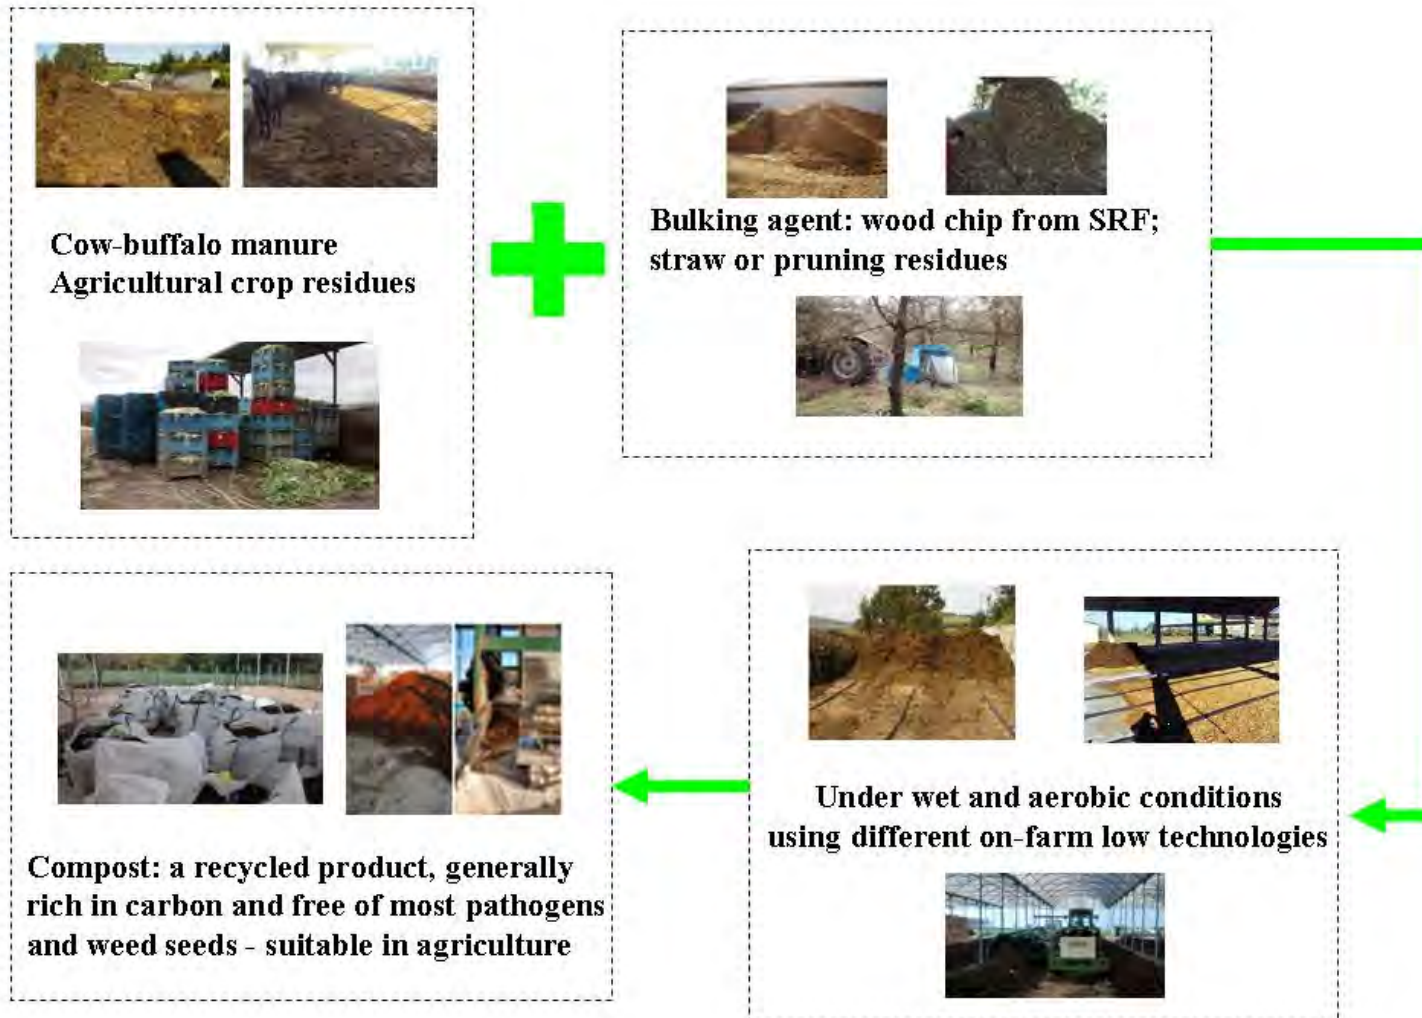 Cow-buffalo manure
Agricultural crop residues
Bulking agent: wood chip from SRF;
straw or pruning residues
Under wet and aerobic conditions
using different on-farm low technologies
Compost: a recycled product, generally
rich in carbon and free of most pathogens
and weed seeds - suitable in agriculture